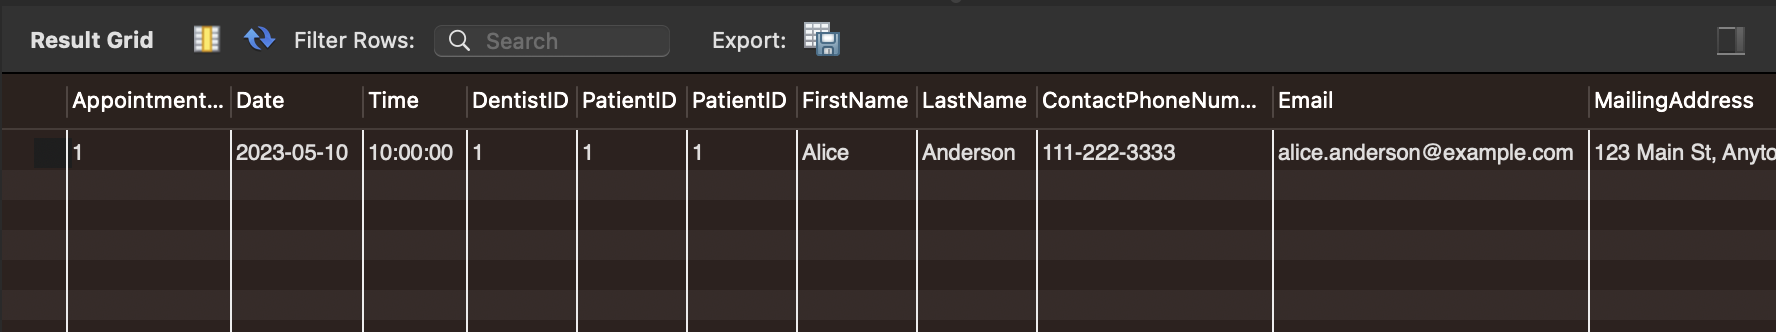 Result Grid Filter Rows: Search Export:
Appointment... Date Time DentistID PatientID PatientID FirstName LastName ContactPhoneNum... Email MailingAddress
1 2023-05-10 10:00:00 1 1 1 Alice Anderson 111-222-3333 alice.anderson@example.com 123 Main St, Anyto